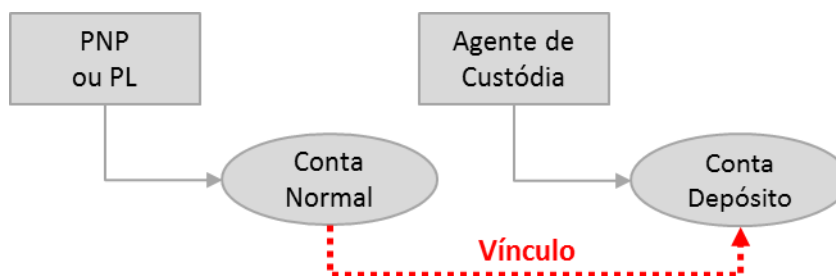 PNP
ou PL
Agente de
Custódia
Conta
Normal
Conta
Depósito
Vínculo